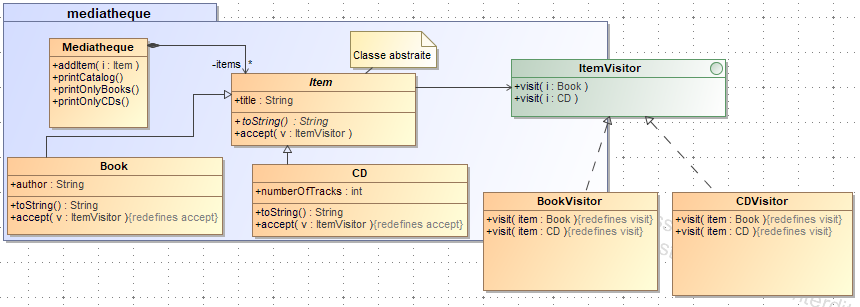 mediatheque
Mediatheque
+addItem( i : Item )
+printCatalog()
+printOnlyBooks()
+printOnlyCDs()
-items
*
Classe abstraite
Item
+title : String
+toString() : String
+accept( v : ItemVisitor )
ItemVisitor
+visit( i : Book )
+visit( i : CD )
Book
+author : String
+toString() : String
+accept( v : ItemVisitor ){redefines accept}
CD
+numberOfTracks : int
+toString() : String
+accept( v : ItemVisitor ){redefines accept}
BookVisitor
+visit( item : Book ){redefines visit}
+visit( item : CD ){redefines visit}
CDVisitor
+visit( item : Book ){redefines visit}
+visit( item : CD ){redefines visit}